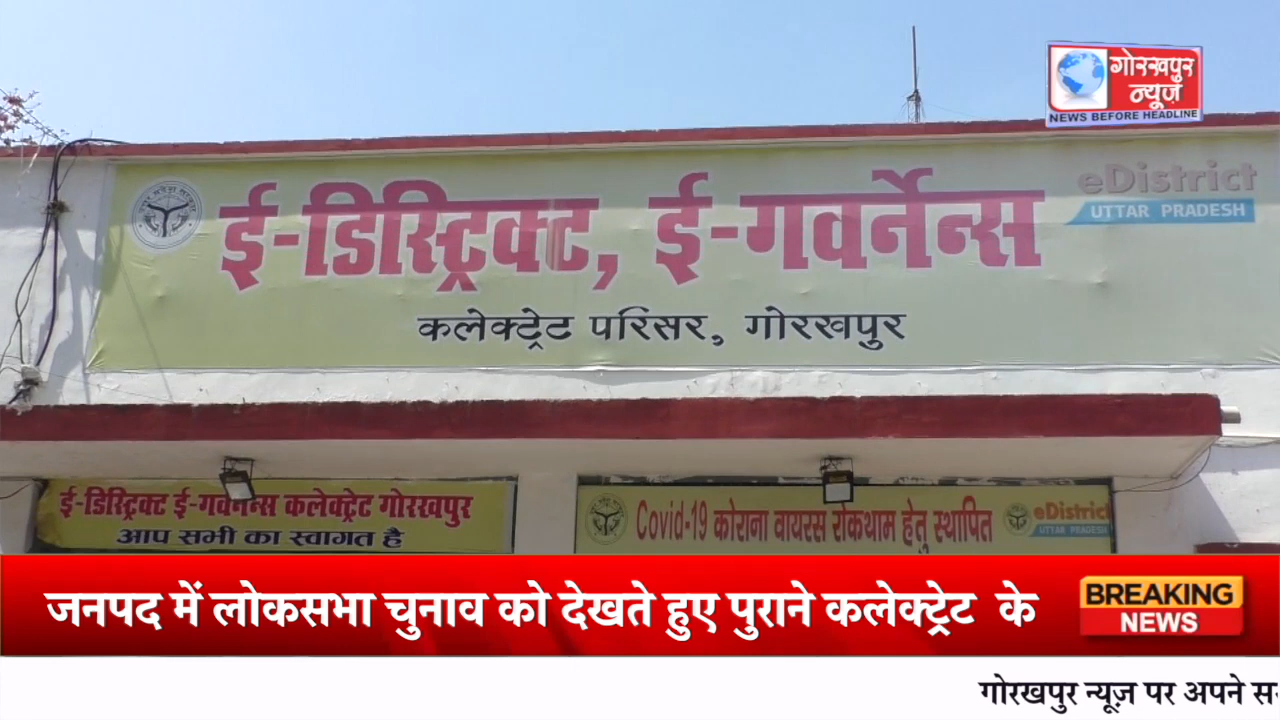 गोरखपुर
न्यूज़
NEWS BEFORE HEADLINE
ई-डिस्ट्रिक्ट, ई-गवर्नेन्स
eDistrict
UTTAR PRADESH
कलेक्ट्रेट परिसर, गोरखपुर
ई-डिस्ट्रिक्ट ई-गवर्नेन्स कलेक्ट्रेट गोरखपुर
आप सभी का स्वागत है
Covid-19 कोराना वायरस रोकथाम हेतु स्थापित
eDistrict
UTTAR PRADESH
जनपद में लोकसभा चुनाव को देखते हुए पुराने कलेक्ट्रेट के
BREAKING
NEWS
गोरखपुर न्यूज़ पर अपने